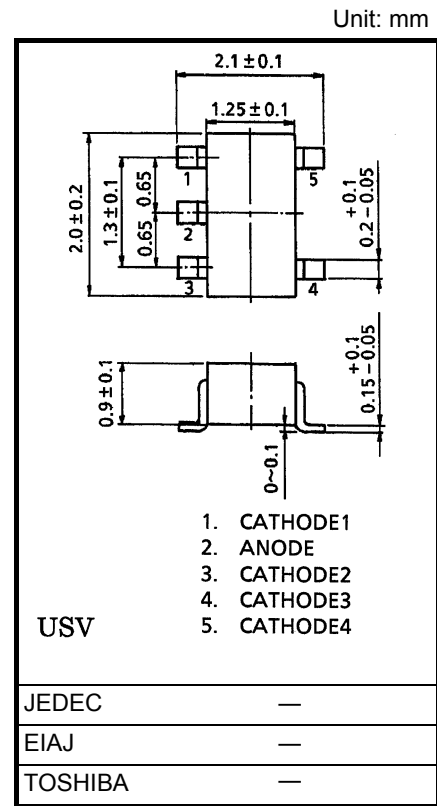 Unit: mm
2.1±0.1
1.25±0.1
1
5
2.0±0.2
1.3±0.1
0.65
0.65
2
+0.1
0.2−0.05
3
4
0.9±0.1
+0.1
0.15−0.05
0~0.1
1. CATHODE1
2. ANODE
3. CATHODE2
4. CATHODE3
5. CATHODE4
USV
JEDEC —
EIAJ —
TOSHIBA —